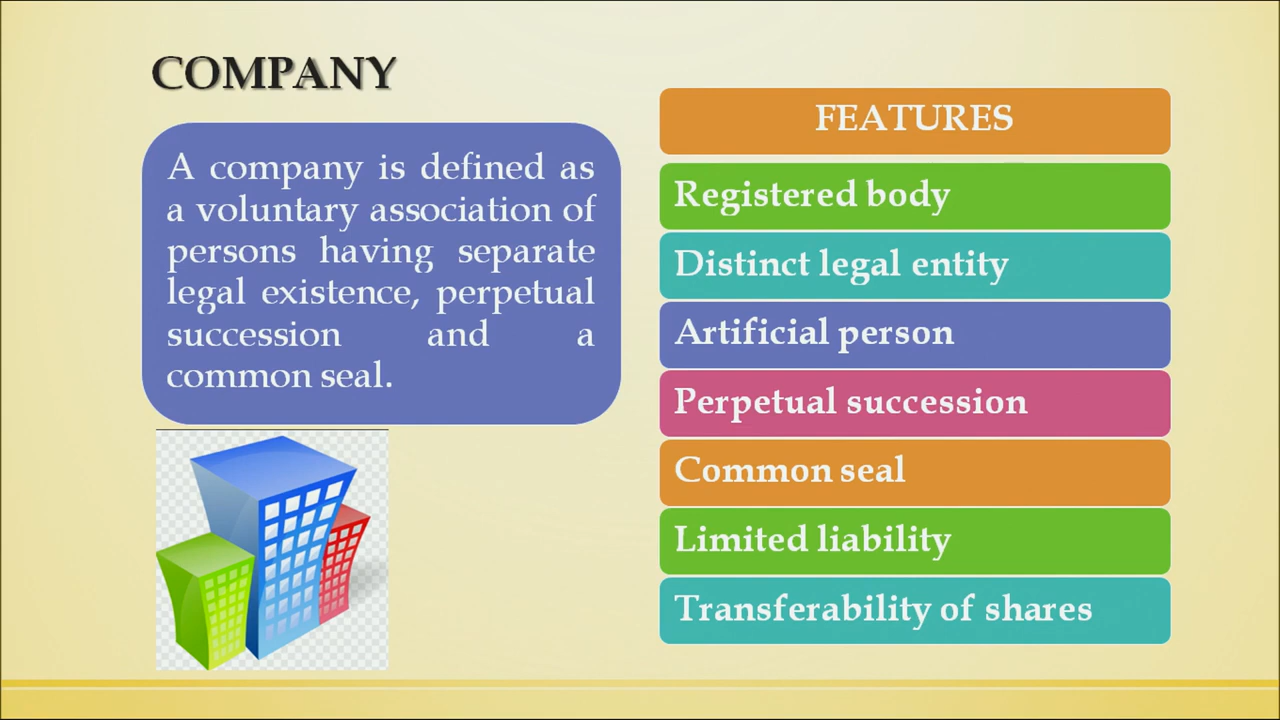 COMPANY
A company is defined as
a voluntary association of
persons having separate
legal existence, perpetual
succession and a
common seal.
FEATURES
Registered body
Distinct legal entity
Artificial person
Perpetual succession
Common seal
Limited liability
Transferability of shares